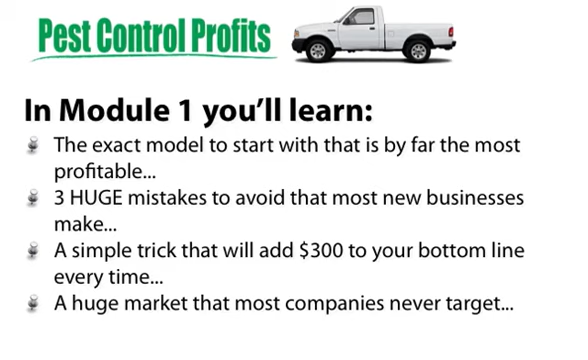 Pest Control Profits
In Module 1 you'll learn:
The exact model to start with that is by far the most
profitable...
3 HUGE mistakes to avoid that most new businesses
make...
A simple trick that will add $300 to your bottom line
every time...
A huge market that most companies never target...